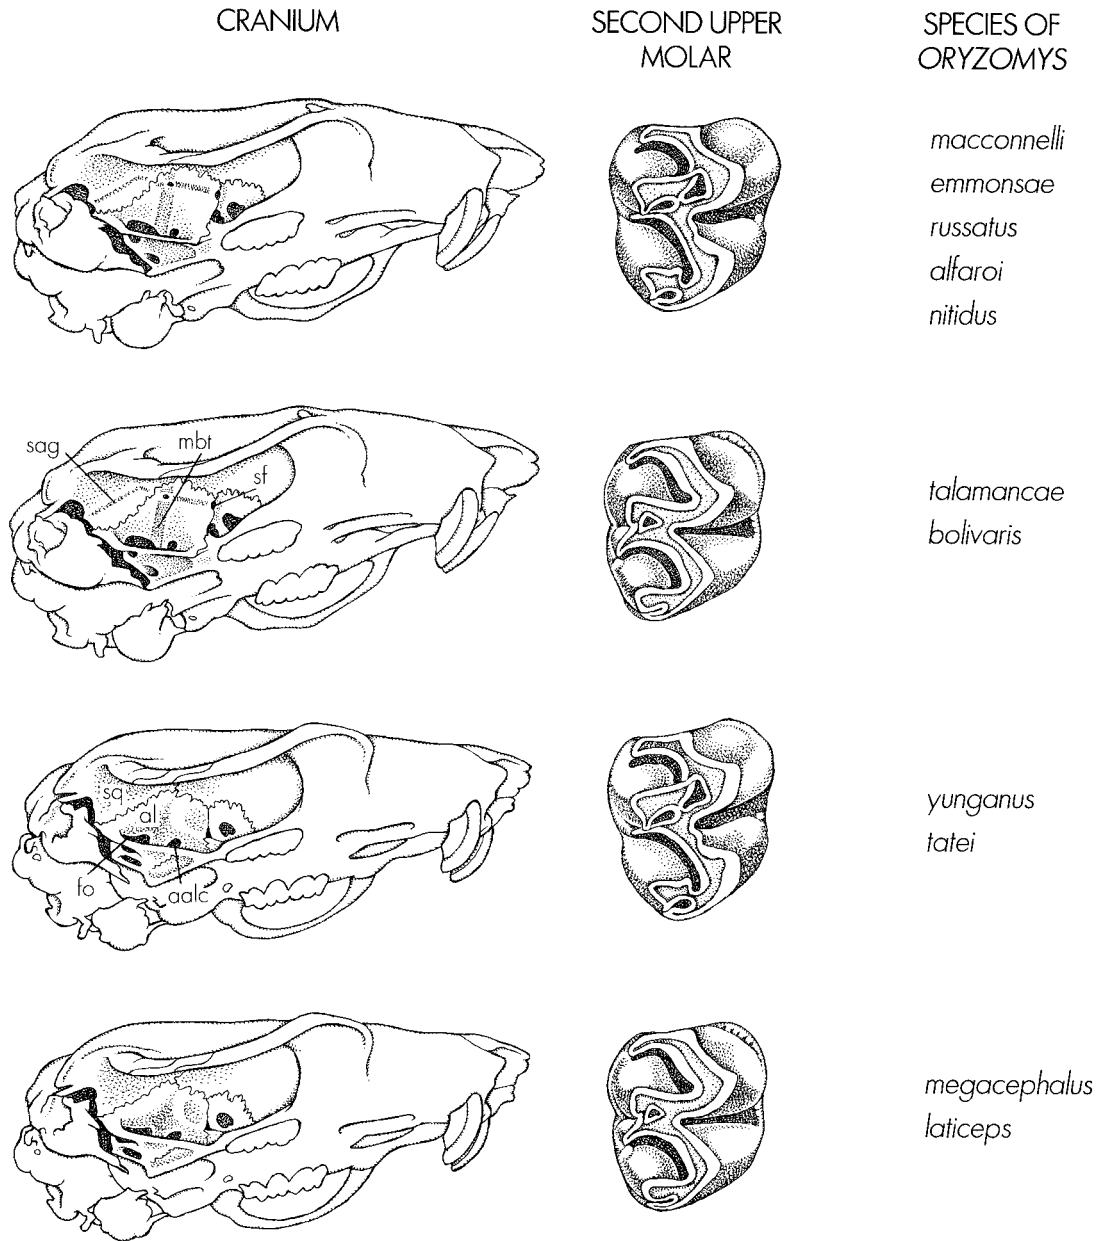 CRANIUM
SECOND UPPER
MOLAR
SPECIES OF
ORYZOMYS
macconnelli
emmonsae
russatus
alfaroi
nitidus
sag
mbt
sf
talamancae
bolivaris
sq
al
fo
aalc
yunganus
tatei
megacephalus
laticeps